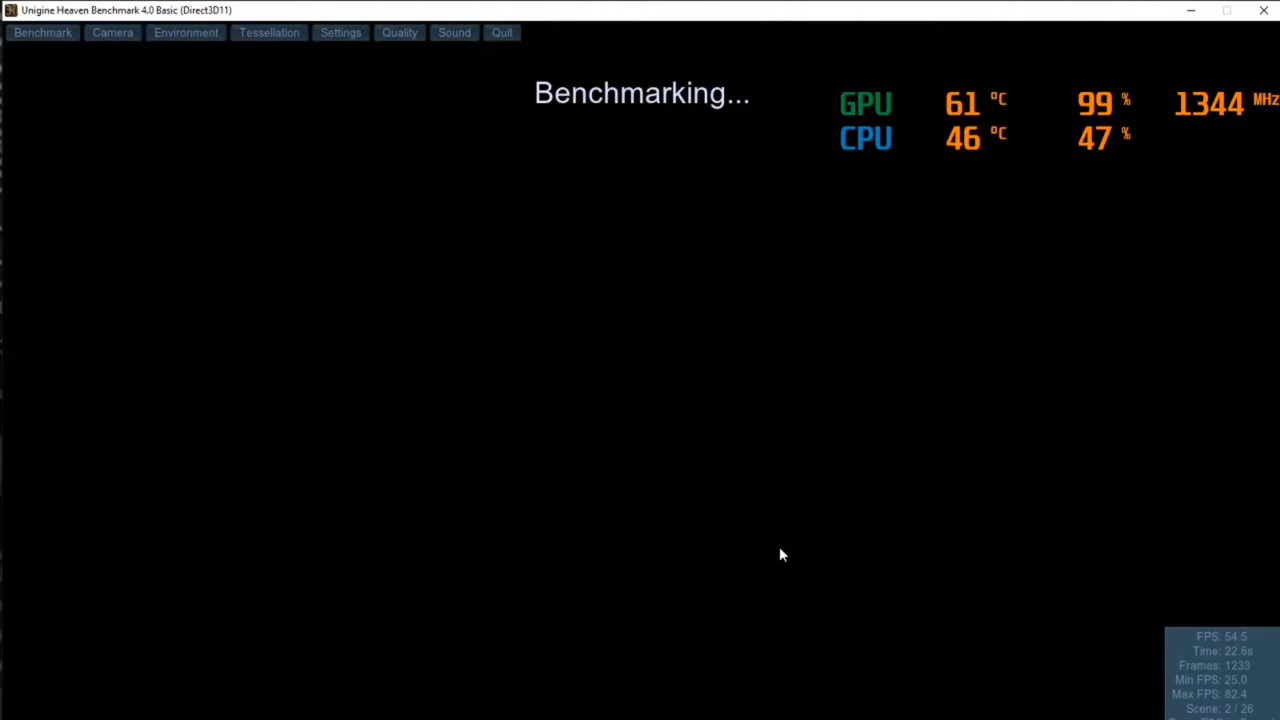 Unigine Heaven Benchmark 4.0 Basic (Direct3D11)
Benchmark Camera Environment Tessellation Settings Quality Sound Quit
Benchmarking...
GPU 61 °C 99 % 1344 MHz
CPU 46 °C 47 %
FPS: 54.5
Time: 22.6s
Frames: 1233
Min FPS: 25.0
Max FPS: 82.4
Scene: 2 / 26